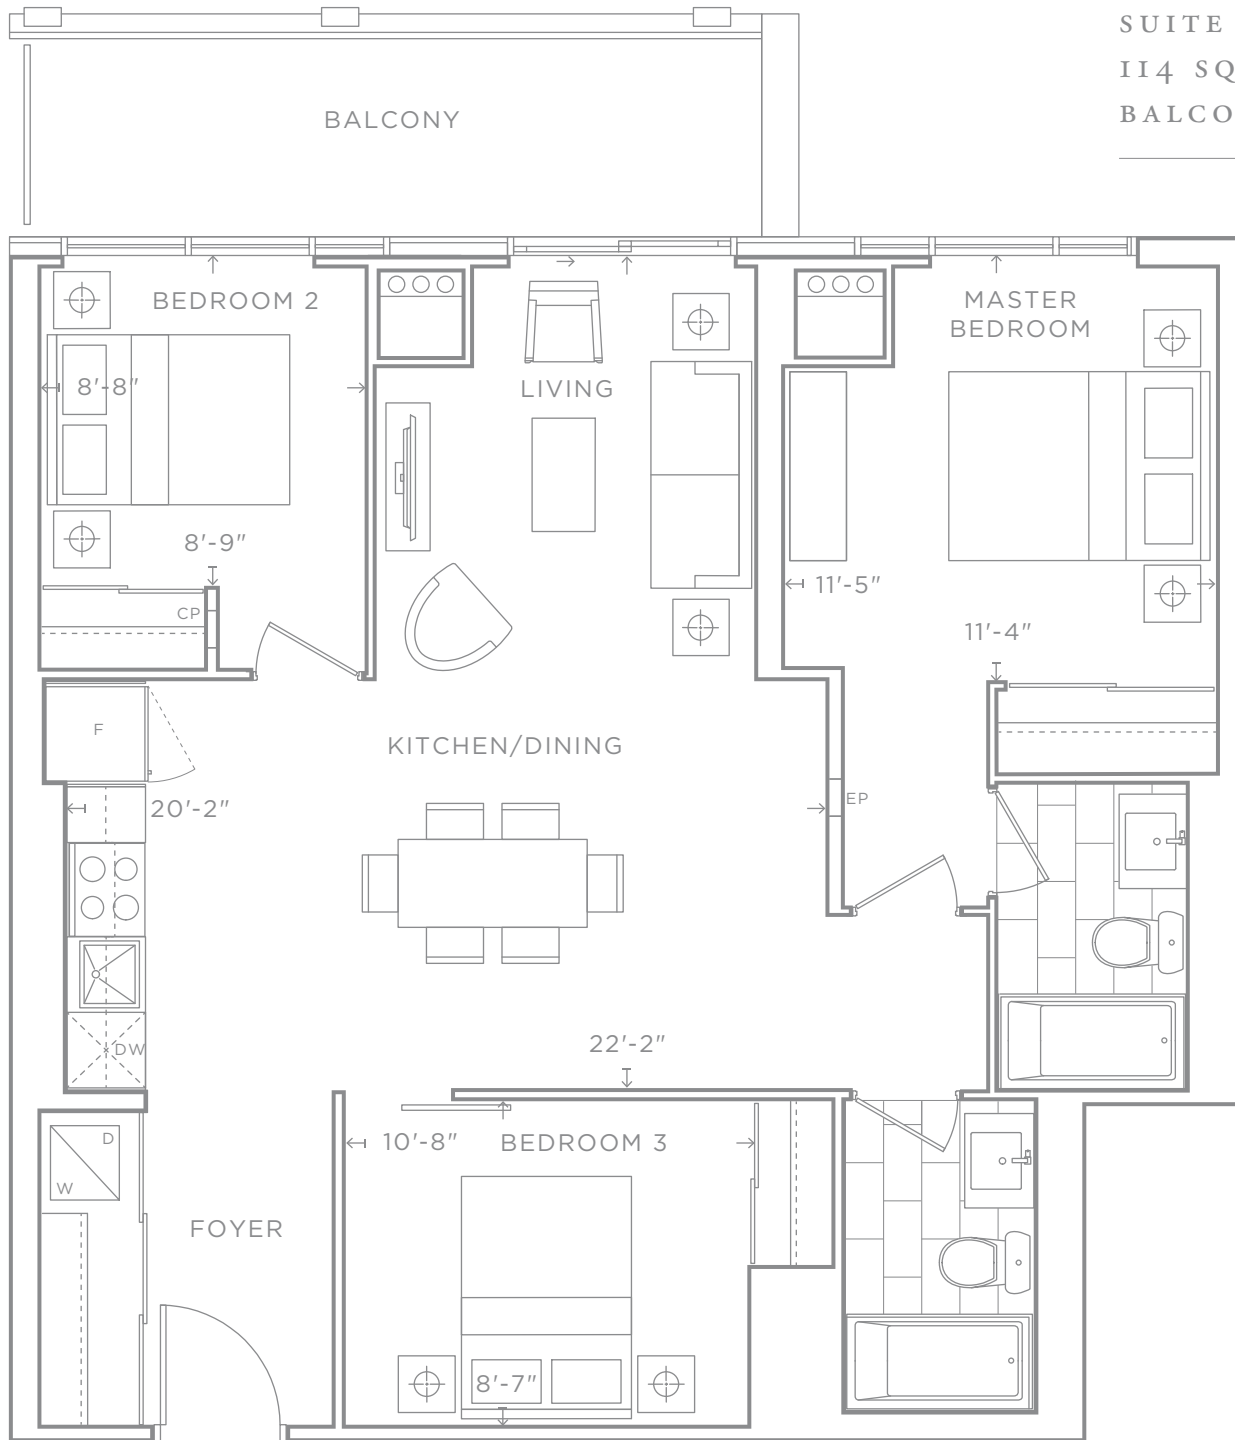 SUITE
114 SQ
BALCO
BALCONY
BEDROOM 2
MASTER
BEDROOM
8'-8"
LIVING
8'-9"
11'-5"
CP
11'-4"
F
KITCHEN/DINING
20'-2"
EP
DW
22'-2"
D
10'-8"
BEDROOM 3
W
FOYER
8'-7"